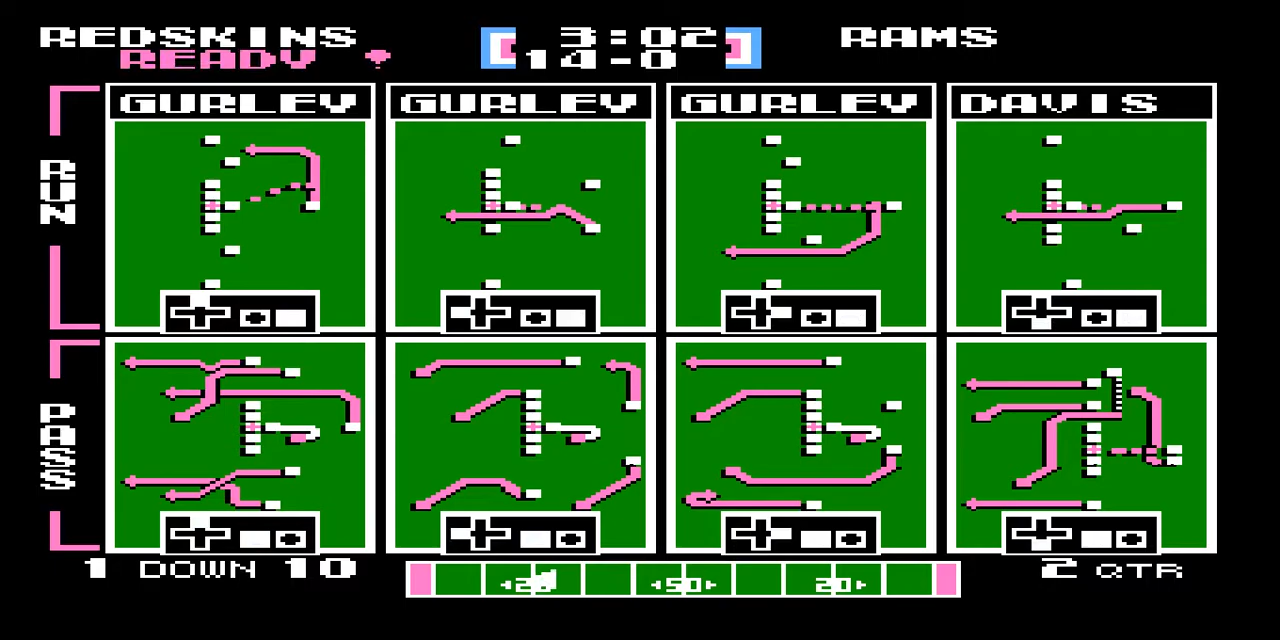 REDSKINS 3:02 RAMS
READY 14-0
GURLEY GURLEY GURLEY DAVIS
RUN
PASS
1 DOWN 10 2 QTR
50 20